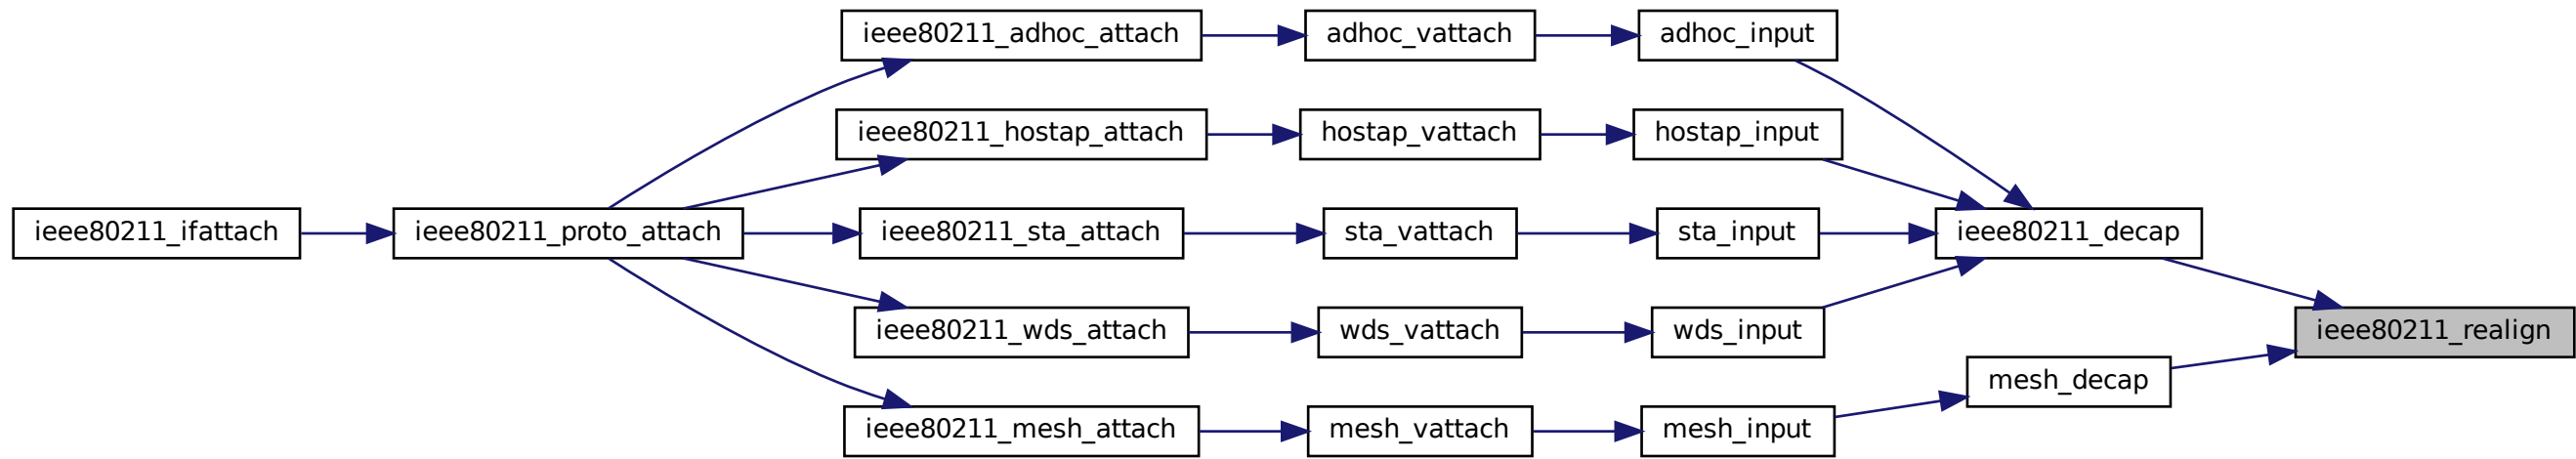 ieee80211_adhoc_attach adhoc_vattach adhoc_input
ieee80211_hostap_attach hostap_vattach hostap_input
ieee80211_ifattach ieee80211_proto_attach ieee80211_sta_attach sta_vattach sta_input ieee80211_decap
ieee80211_wds_attach wds_vattach wds_input ieee80211_realign
mesh_decap
ieee80211_mesh_attach mesh_vattach mesh_input